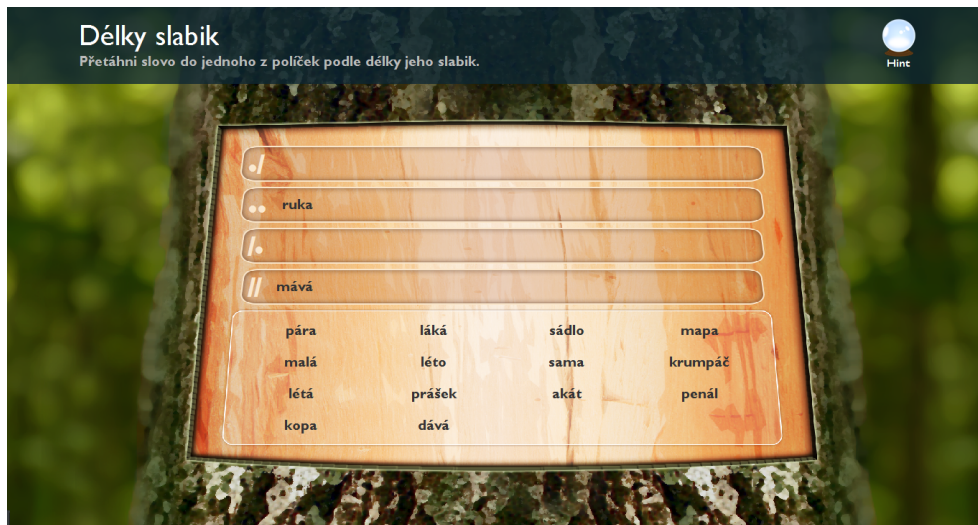 Délky slabik
Přetáhni slovo do jednoho z políček podle délky jeho slabik.
Hint
./
.. ruka
/.
// mává
pára láká sádlo mapa
malá léto sama krumpáč
létá prášek akát penál
kopa dává